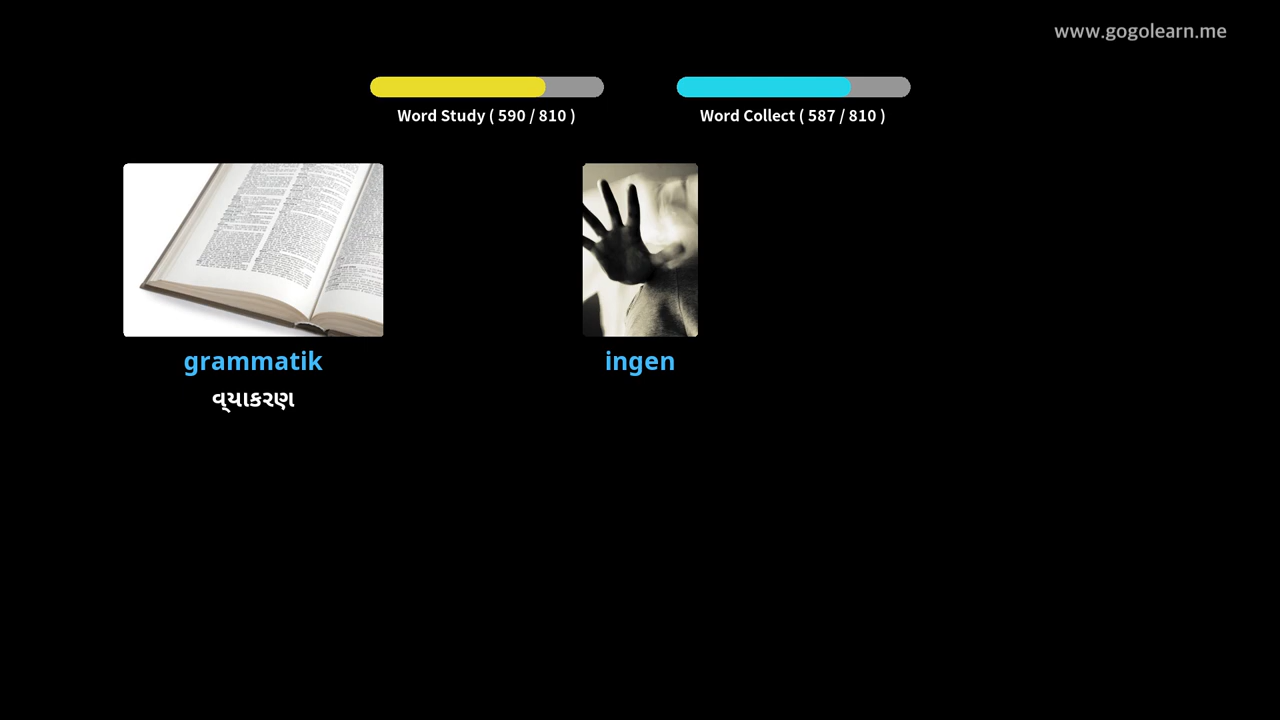 www.gogolearn.me
Word Study ( 590 / 810 )
Word Collect ( 587 / 810 )
grammatik
વ્યાકરણ
ingen